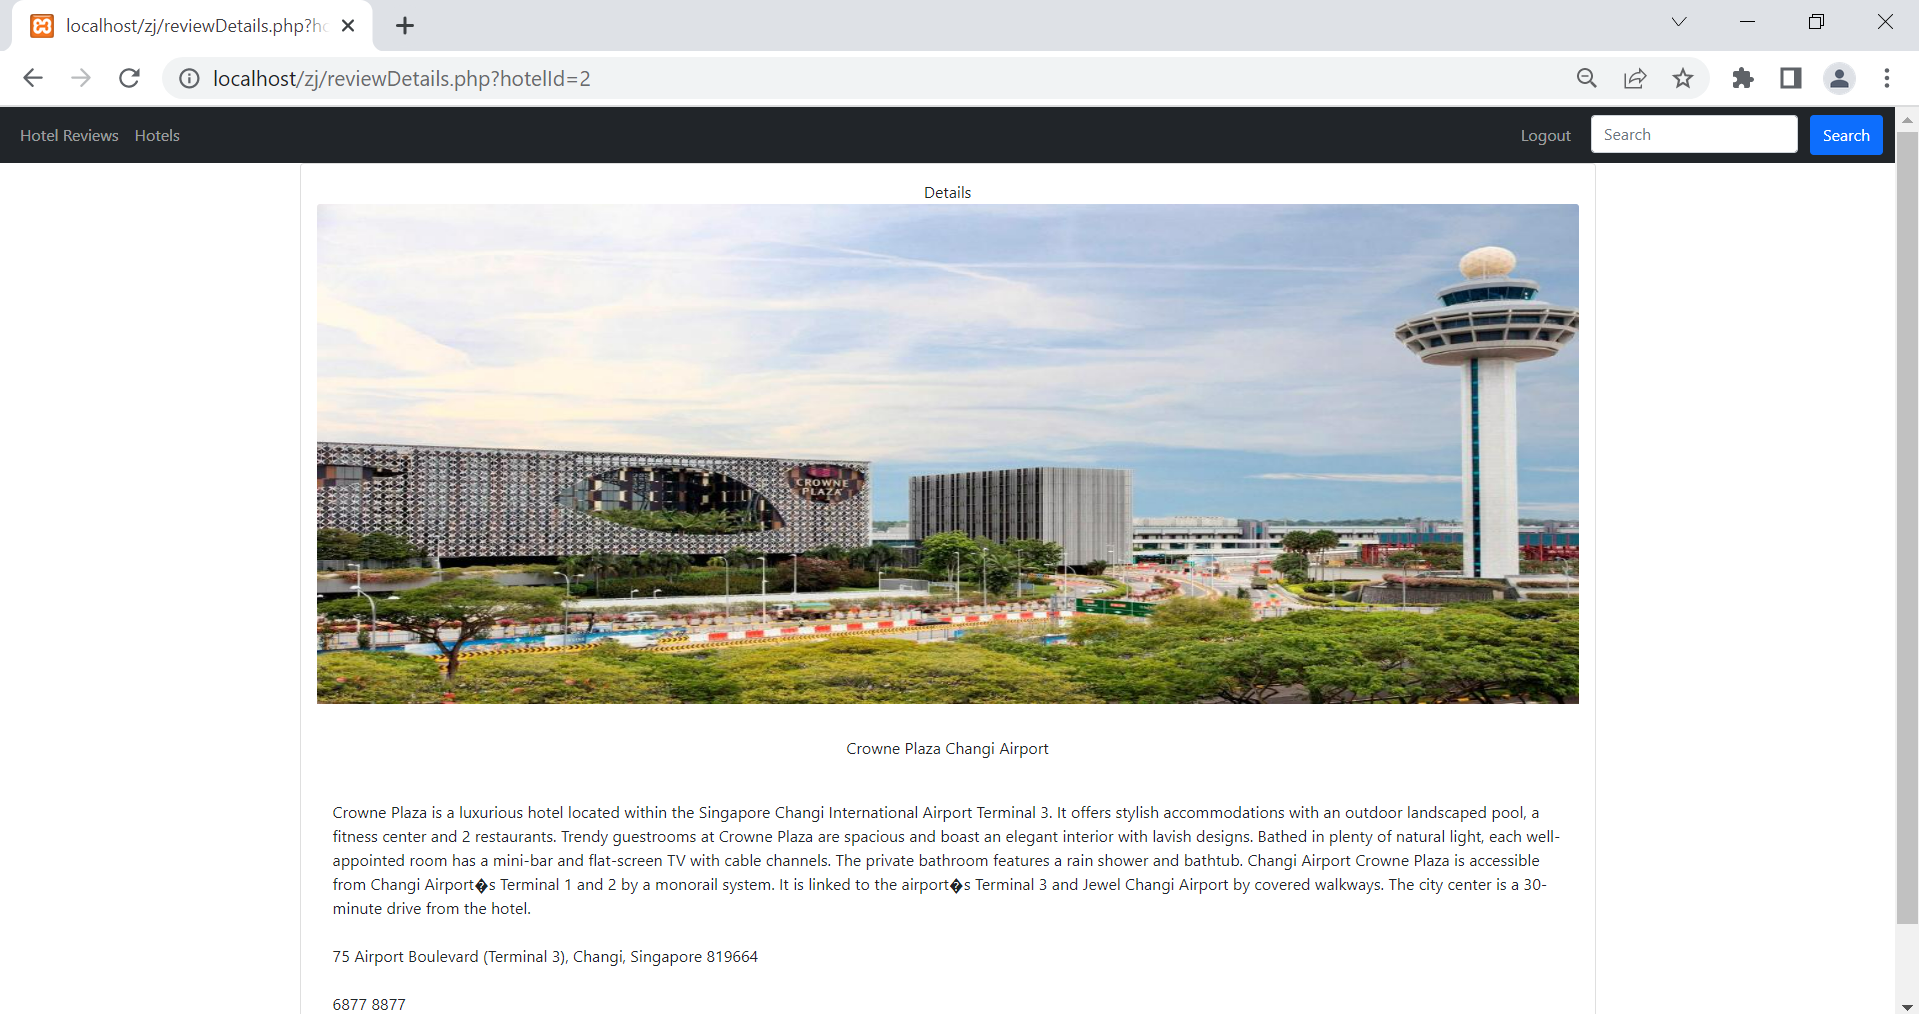 localhost/zj/reviewDetails.php?ho
localhost/zj/reviewDetails.php?hotelId=2
Hotel Reviews Hotels Logout Search Search
Details
CROWNE
PLAZA
Crowne Plaza Changi Airport
Crowne Plaza is a luxurious hotel located within the Singapore Changi International Airport Terminal 3. It offers stylish accommodations with an outdoor landscaped pool, a
fitness center and 2 restaurants. Trendy guestrooms at Crowne Plaza are spacious and boast an elegant interior with lavish designs. Bathed in plenty of natural light, each well-
appointed room has a mini-bar and flat-screen TV with cable channels. The private bathroom features a rain shower and bathtub. Changi Airport Crowne Plaza is accessible
from Changi Airport�s Terminal 1 and 2 by a monorail system. It is linked to the airport�s Terminal 3 and Jewel Changi Airport by covered walkways. The city center is a 30-
minute drive from the hotel.
75 Airport Boulevard (Terminal 3), Changi, Singapore 819664
6877 8877